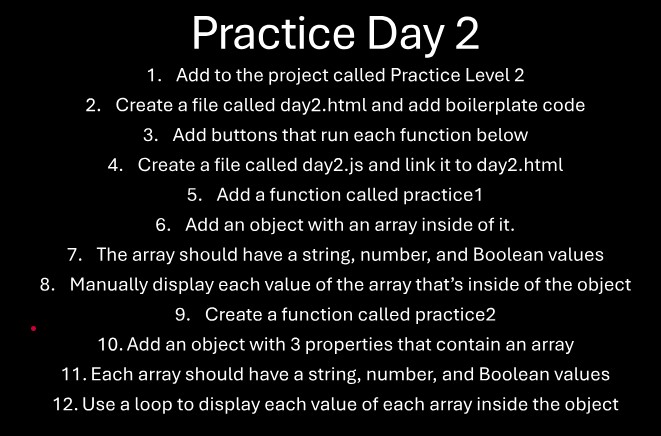 Practice Day 2
1. Add to the project called Practice Level 2
2. Create a file called day2.html and add boilerplate code
3. Add buttons that run each function below
4. Create a file called day2.js and link it to day2.html
5. Add a function called practice1
6. Add an object with an array inside of it.
7. The array should have a string, number, and Boolean values
8. Manually display each value of the array that’s inside of the object
9. Create a function called practice2
10. Add an object with 3 properties that contain an array
11. Each array should have a string, number, and Boolean values
12. Use a loop to display each value of each array inside the object